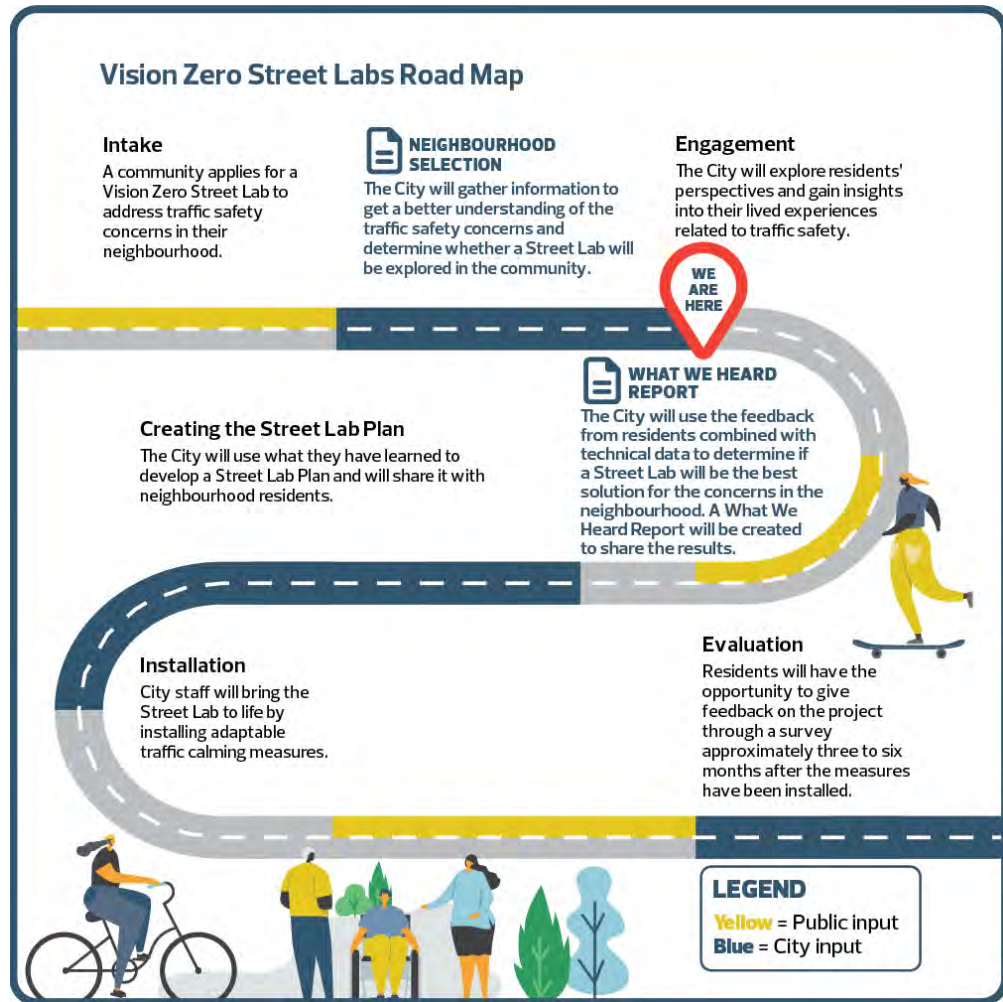 Vision Zero Street Labs Road Map
Intake
A community applies for a
Vision Zero Street Lab to
address traffic safety
concerns in their
neighbourhood.
NEIGHBOURHOOD
SELECTION
The City will gather information to
get a better understanding of the
traffic safety concerns and
determine whether a Street Lab will
be explored in the community.
Engagement
The City will explore residents'
perspectives and gain insights
into their lived experiences
related to traffic safety.
WE
ARE
HERE
WHAT WE HEARD
REPORT
The City will use the feedback
from residents combined with
technical data to determine if
a Street Lab will be the best
solution for the concerns in the
neighbourhood. A What We
Heard Report will be created
to share the results.
Creating the Street Lab Plan
The City will use what they have learned to
develop a Street Lab Plan and will share it with
neighbourhood residents.
Installation
City staff will bring the
Street Lab to life by
installing adaptable
traffic calming measures.
Evaluation
Residents will have the
opportunity to give
feedback on the project
through a survey
approximately three to six
months after the measures
have been installed.
LEGEND
Yellow = Public input
Blue = City input